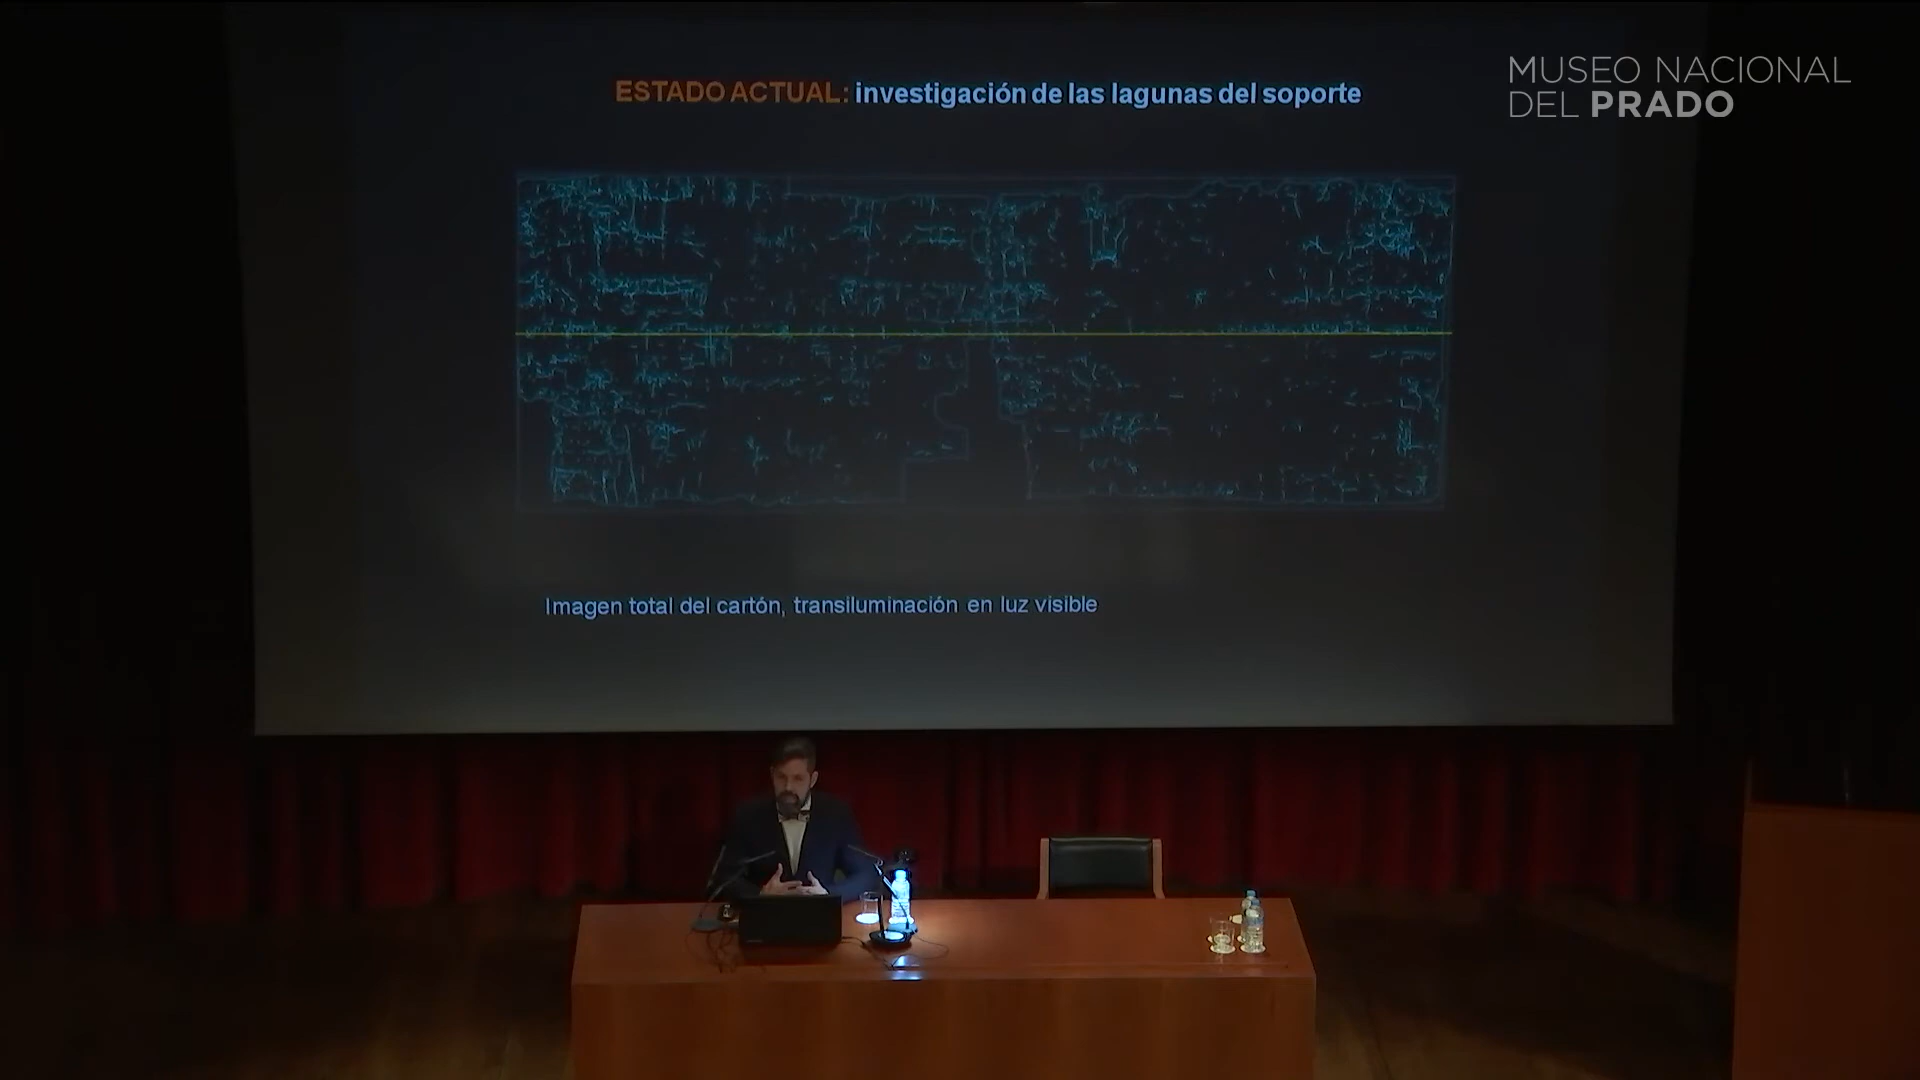 ESTADO ACTUAL: investigación de las lagunas del soporte
MUSEO NACIONAL
DEL PRADO
Imagen total del cartón, transiluminación en luz visible